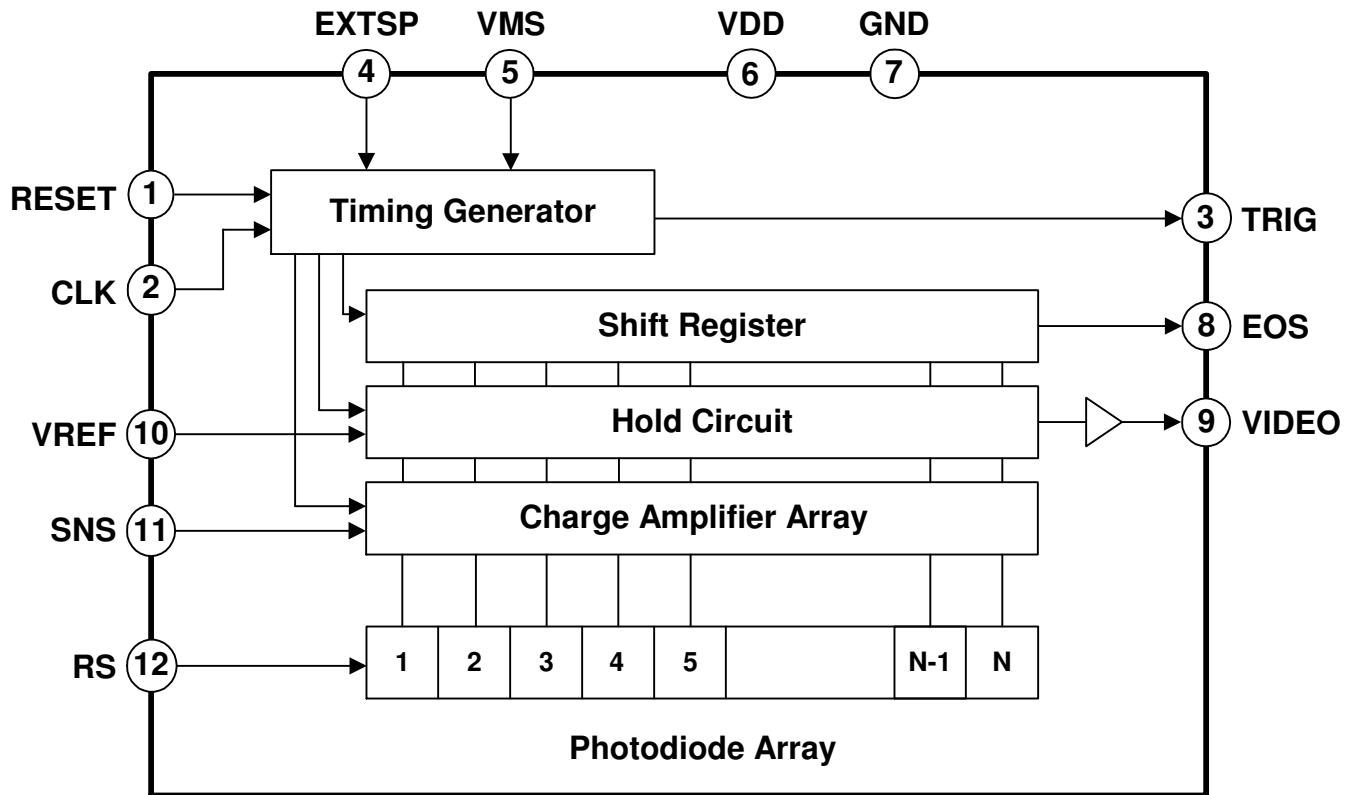 EXTSP VMS VDD GND
4 5 6 7
RESET 1
Timing Generator
3 TRIG
CLK 2
Shift Register
8 EOS
VREF 10
Hold Circuit
9 VIDEO
SNS 11
Charge Amplifier Array
RS 12
1 2 3 4 5 N-1 N
Photodiode Array